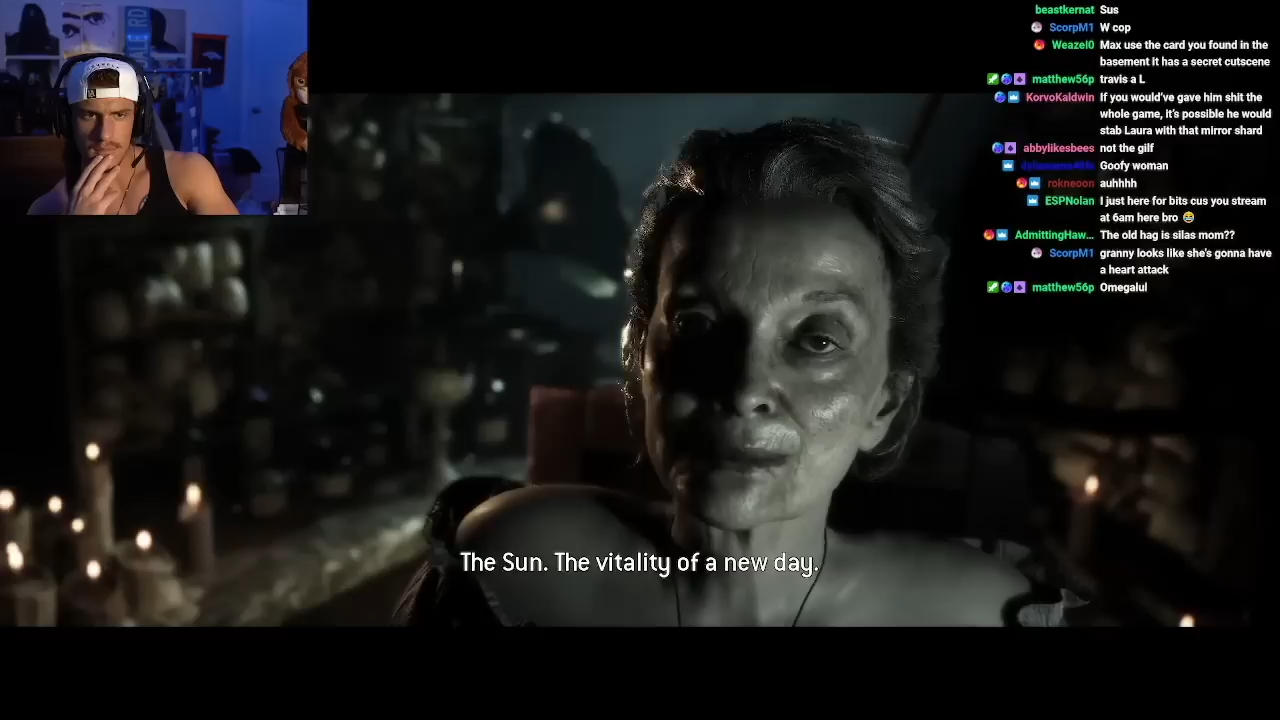 beastkernat Sus
ScorpM1 W cop
Weazel0 Max use the card you found in the
basement it has a secret cutscene
matthew56p travis a L
KorvoKaldwin If you would've gave him shit the
whole game, it's possible he would
stab Laura with that mirror shard
abbylikesbees not the gilf
Goofy woman
rokneoon auhhhh
ESPNolan I just here for bits cus you stream
at 6am here bro 😂
AdmittingHaw... The old hag is silas mom??
ScorpM1 granny looks like she's gonna have
a heart attack
matthew56p Omegalul
The Sun. The vitality of a new day.